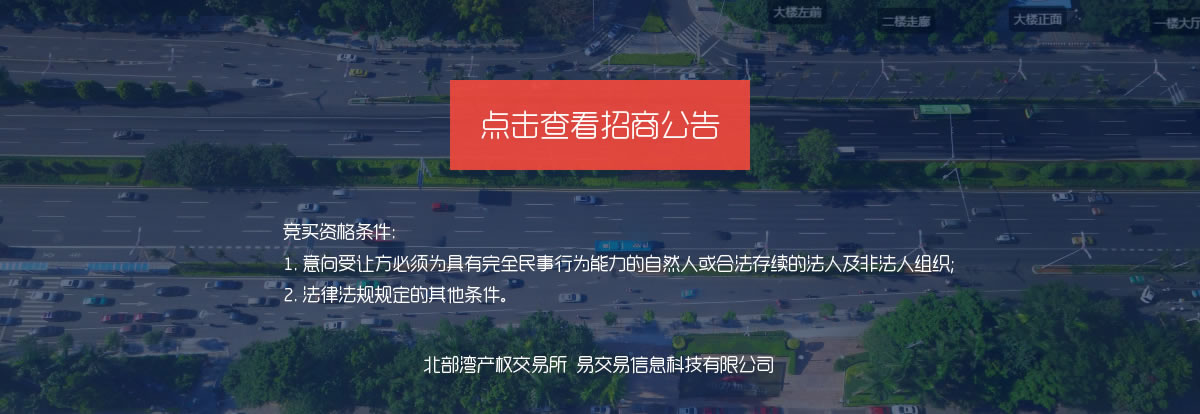 大楼左前
二楼走廊
大楼正面
一楼大厅
点击查看招商公告
竞买资格条件:
1. 意向受让方必须为具有完全民事行为能力的自然人或合法存续的法人及非法人组织;
2. 法律法规规定的其他条件。
北部湾产权交易所 易交易信息科技有限公司